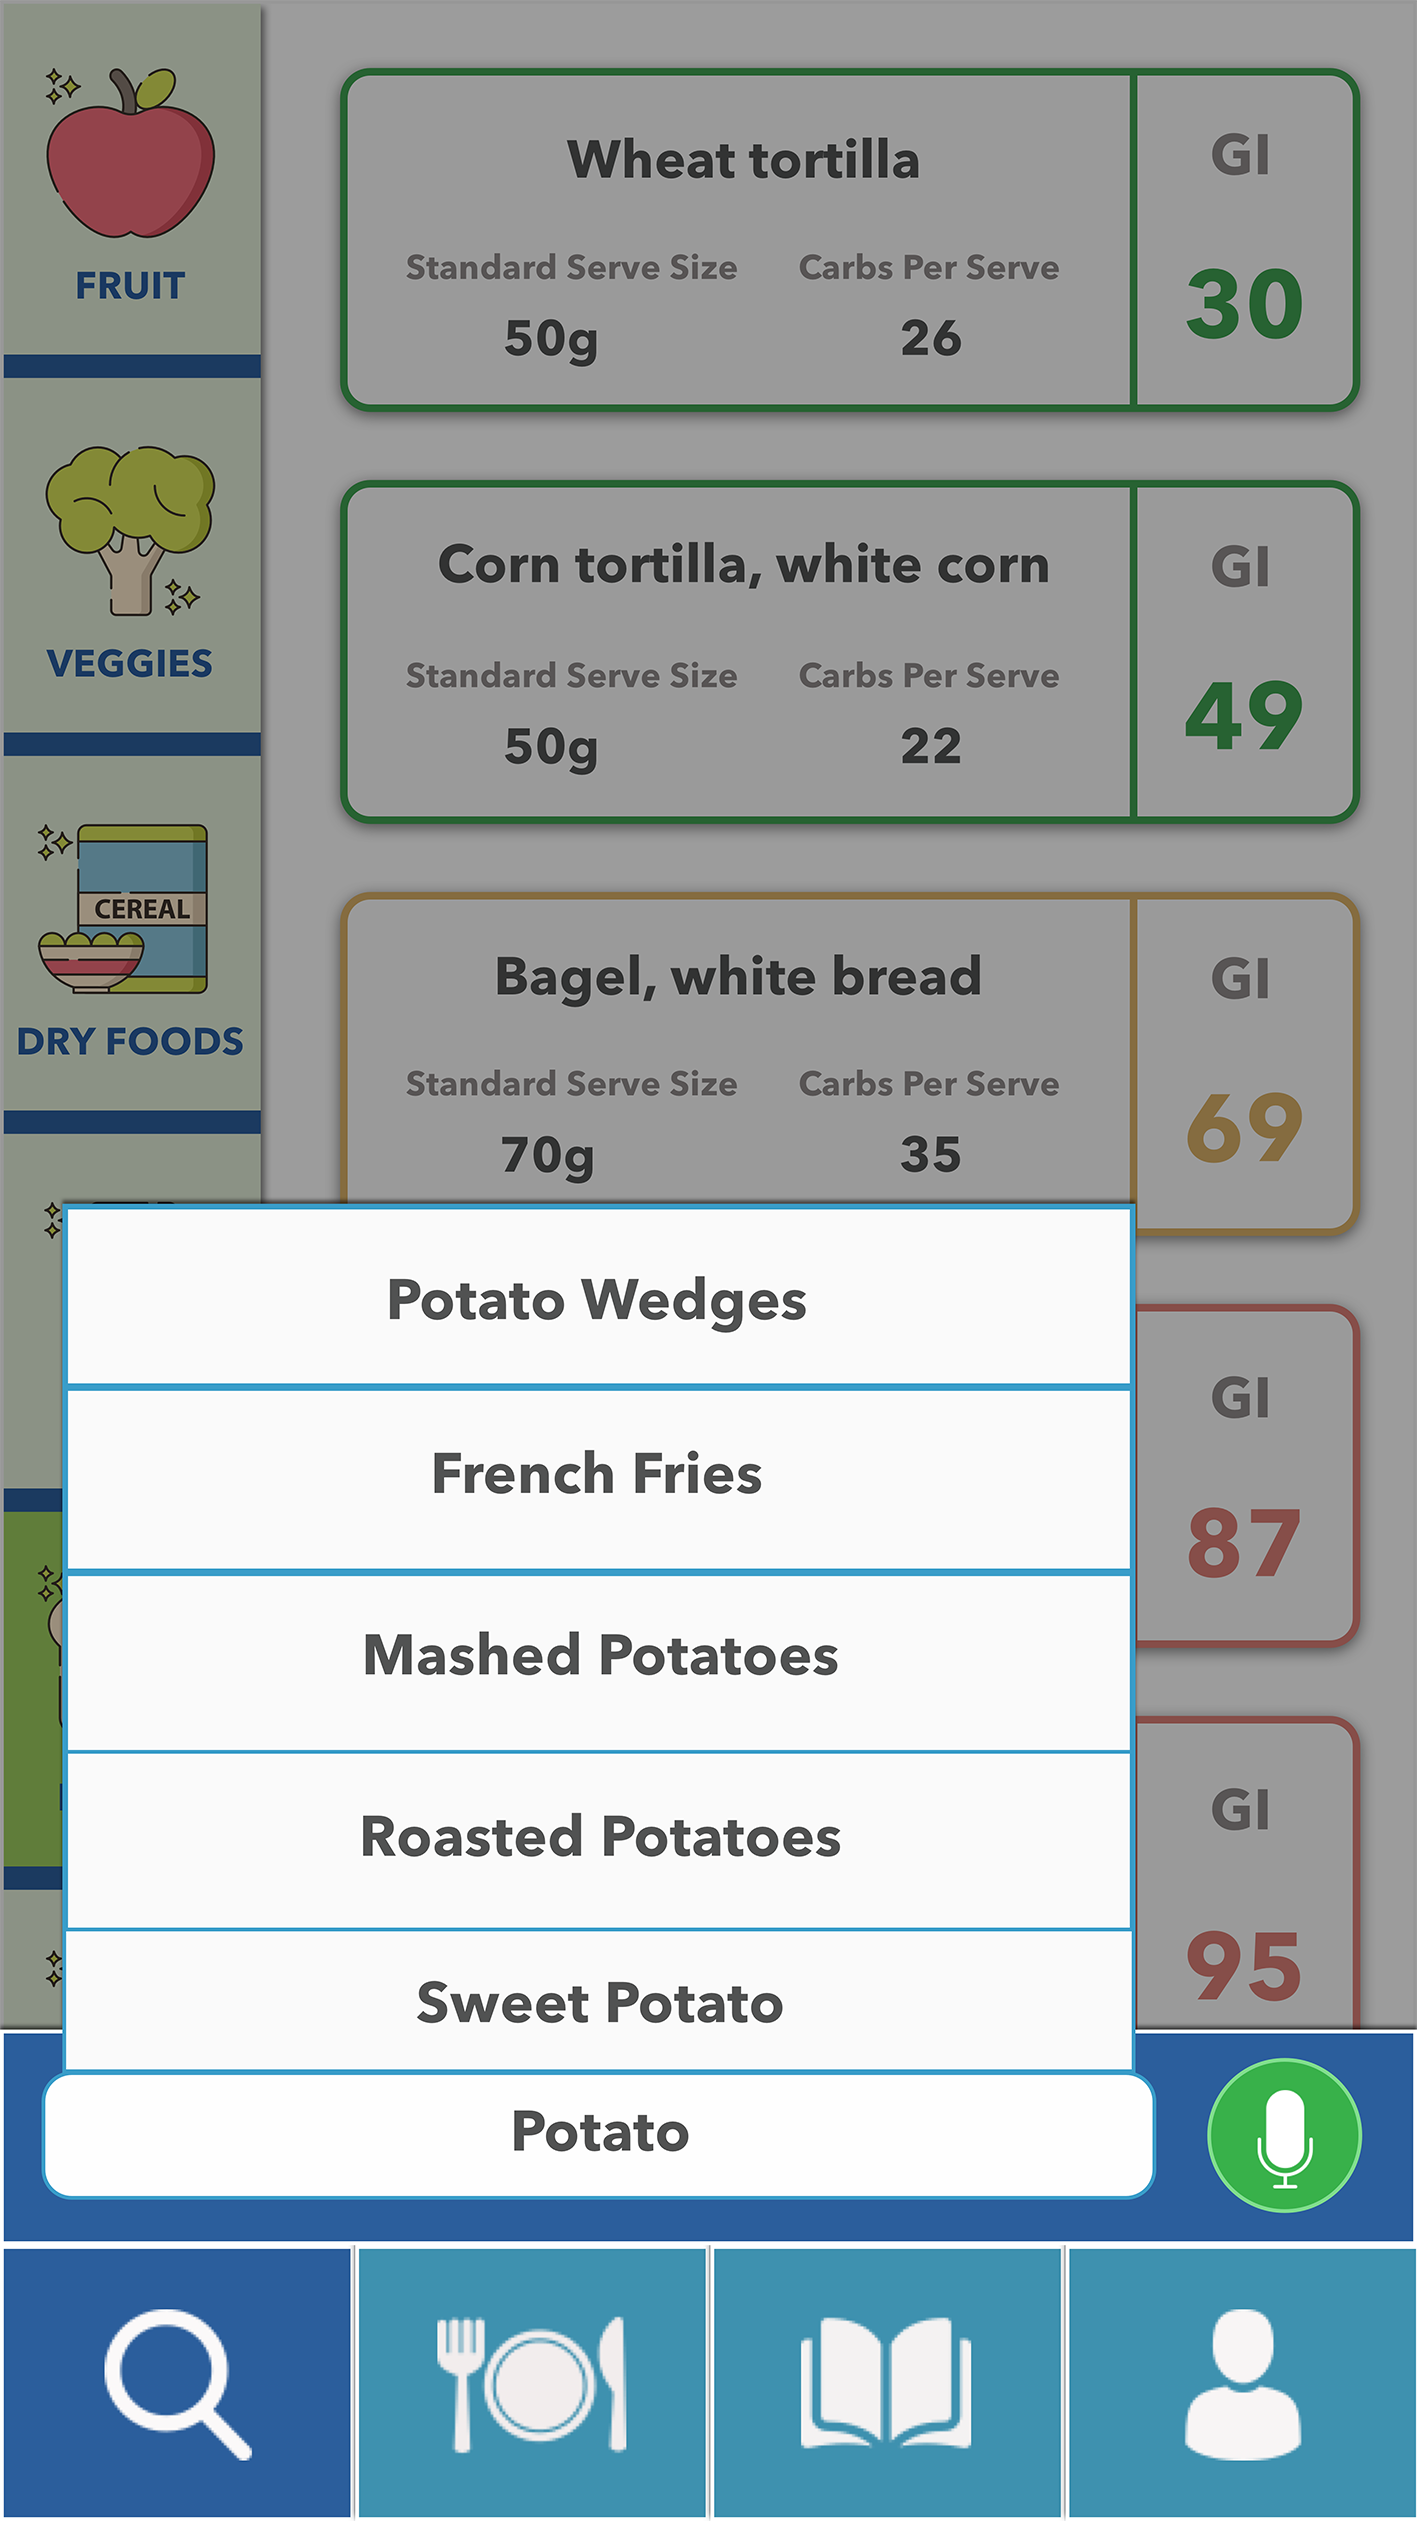 FRUIT
VEGGIES
CEREAL
DRY FOODS
Wheat tortilla
Standard Serve Size Carbs Per Serve
50g 26
GI
30
Corn tortilla, white corn
Standard Serve Size Carbs Per Serve
50g 22
GI
49
Bagel, white bread
Standard Serve Size Carbs Per Serve
70g 35
GI
69
GI
87
GI
95
Potato Wedges
French Fries
Mashed Potatoes
Roasted Potatoes
Sweet Potato
Potato